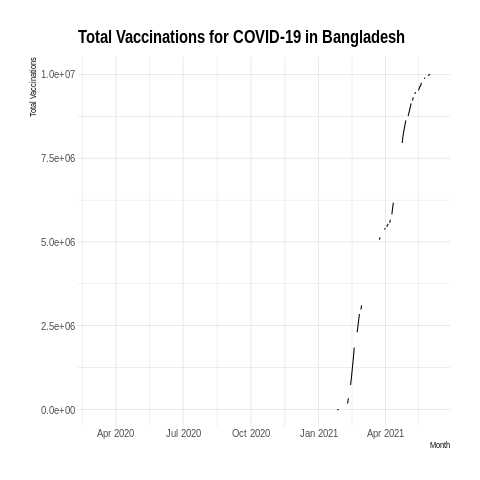 Total Vaccinations for COVID-19 in Bangladesh
Total Vaccinations
1.0e+07
7.5e+06
5.0e+06
2.5e+06
0.0e+00
Apr 2020 Jul 2020 Oct 2020 Jan 2021 Apr 2021
Month